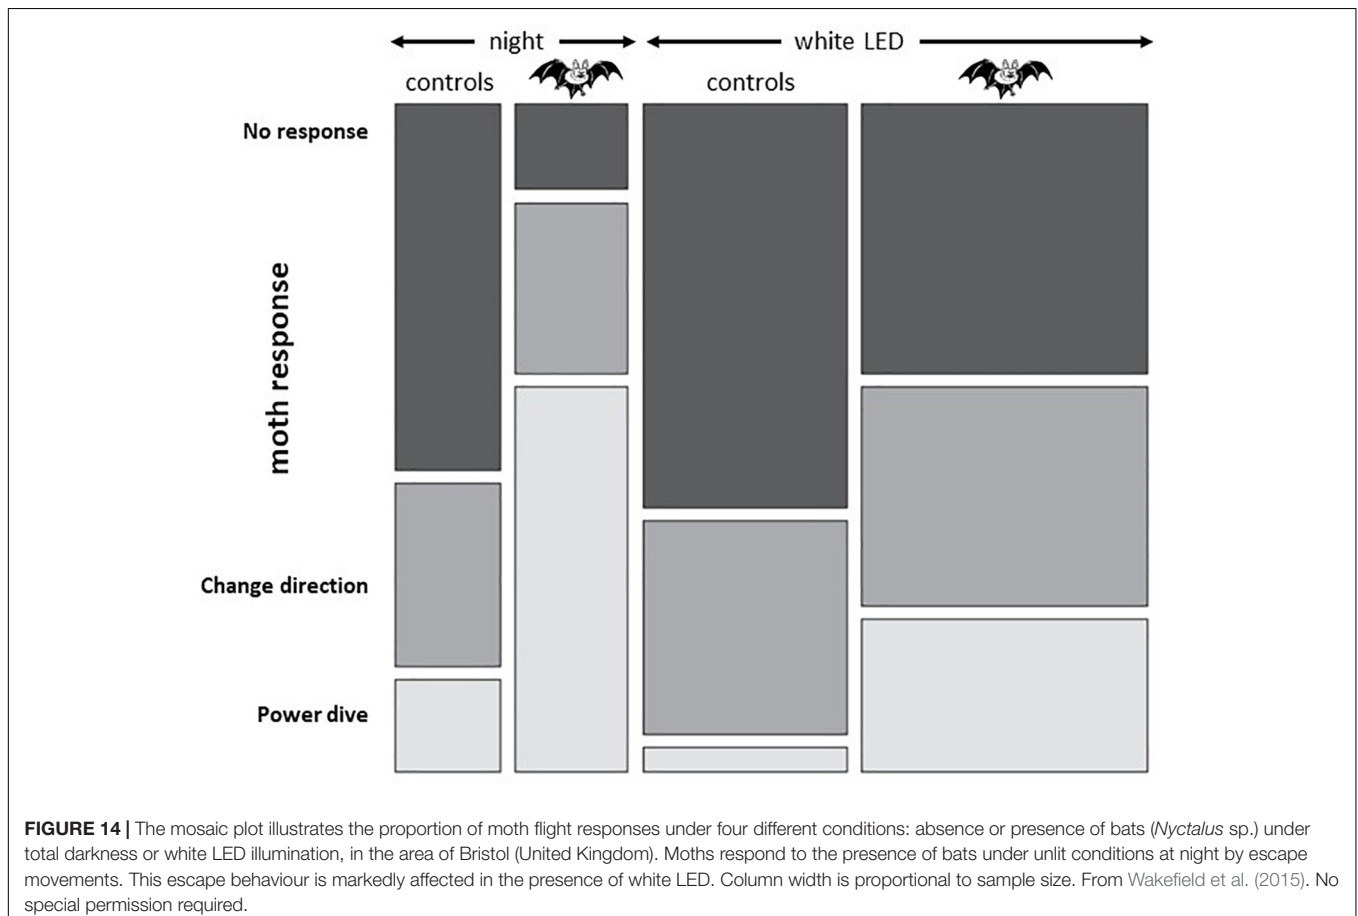 night white LED
controls controls
No response
moth response
Change direction
Power dive
FIGURE 14 | The mosaic plot illustrates the proportion of moth flight responses under four different conditions: absence or presence of bats (Nyctalus sp.) under
total darkness or white LED illumination, in the area of Bristol (United Kingdom). Moths respond to the presence of bats under unlit conditions at night by escape
movements. This escape behaviour is markedly affected in the presence of white LED. Column width is proportional to sample size. From Wakefield et al. (2015). No
special permission required.